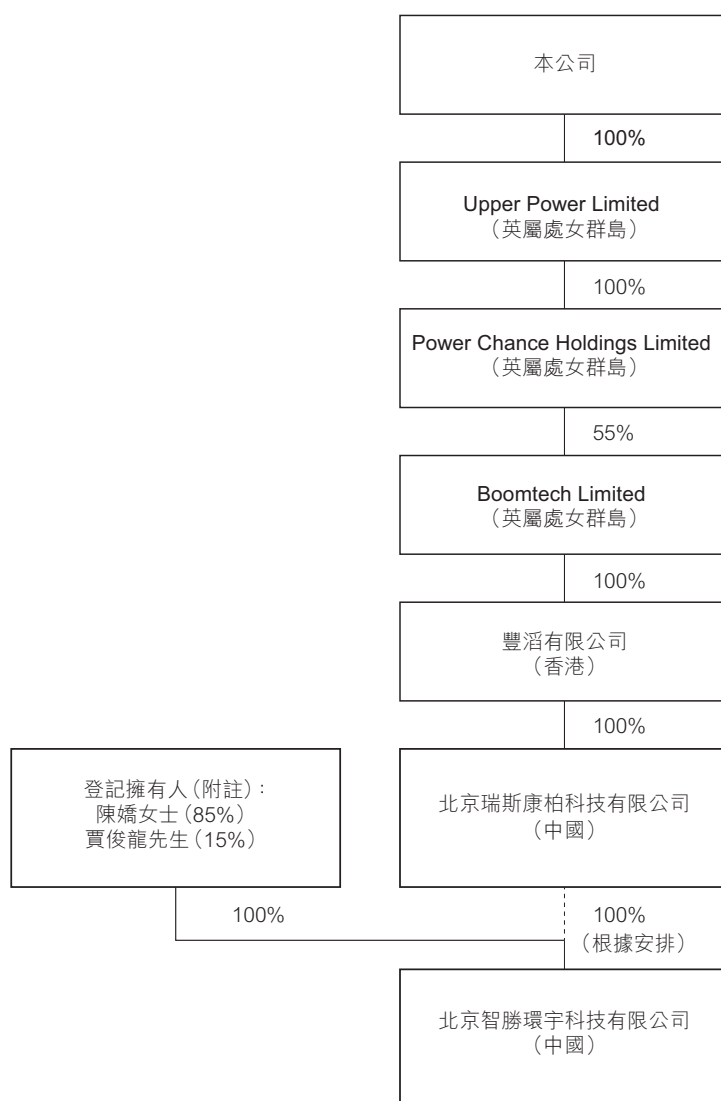 本公司
100%
Upper Power Limited
（英屬處女群島）
100%
Power Chance Holdings Limited
（英屬處女群島）
55%
Boomtech Limited
（英屬處女群島）
100%
豐滔有限公司
（香港）
100%
登記擁有人（附註）：
陳嬌女士（85%）
賈俊龍先生（15%）
北京瑞斯康柏科技有限公司
（中國）
100%
100%
（根據安排）
北京智勝環宇科技有限公司
（中國）